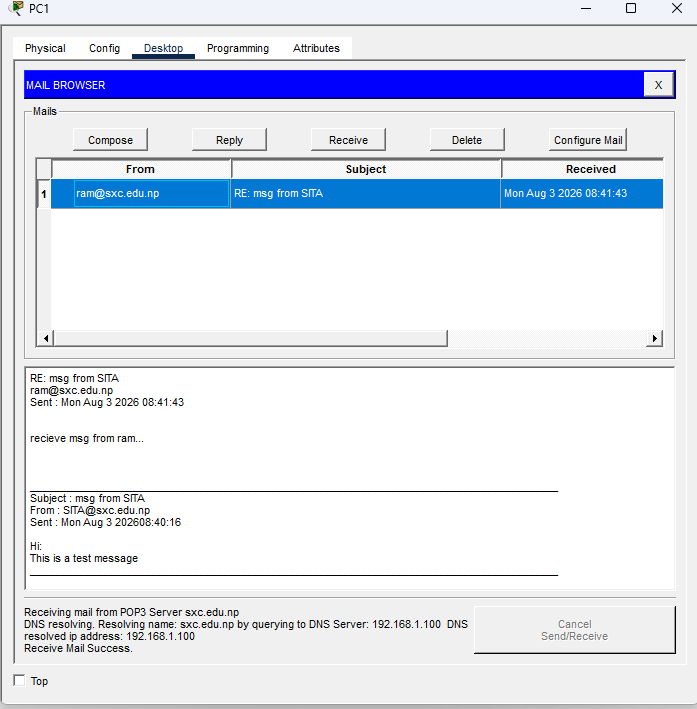 PC1
Physical Config Desktop Programming Attributes
MAIL BROWSER X
Mails
Compose Reply Receive Delete Configure Mail
From Subject Received
1 ram@sxc.edu.np RE: msg from SITA Mon Aug 3 2026 08:41:43
RE: msg from SITA
ram@sxc.edu.np
Sent : Mon Aug 3 2026 08:41:43
recieve msg from ram...
Subject : msg from SITA
From : SITA@sxc.edu.np
Sent : Mon Aug 3 202608:40:16
Hi:
This is a test message
Receiving mail from POP3 Server sxc.edu.np
DNS resolving. Resolving name: sxc.edu.np by querying to DNS Server: 192.168.1.100 DNS
resolved ip address: 192.168.1.100
Receive Mail Success.
Cancel
Send/Receive
Top